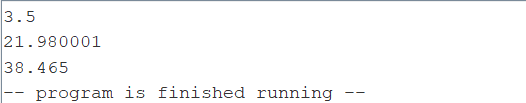 3.5
21.980001
38.465
-- program is finished running --